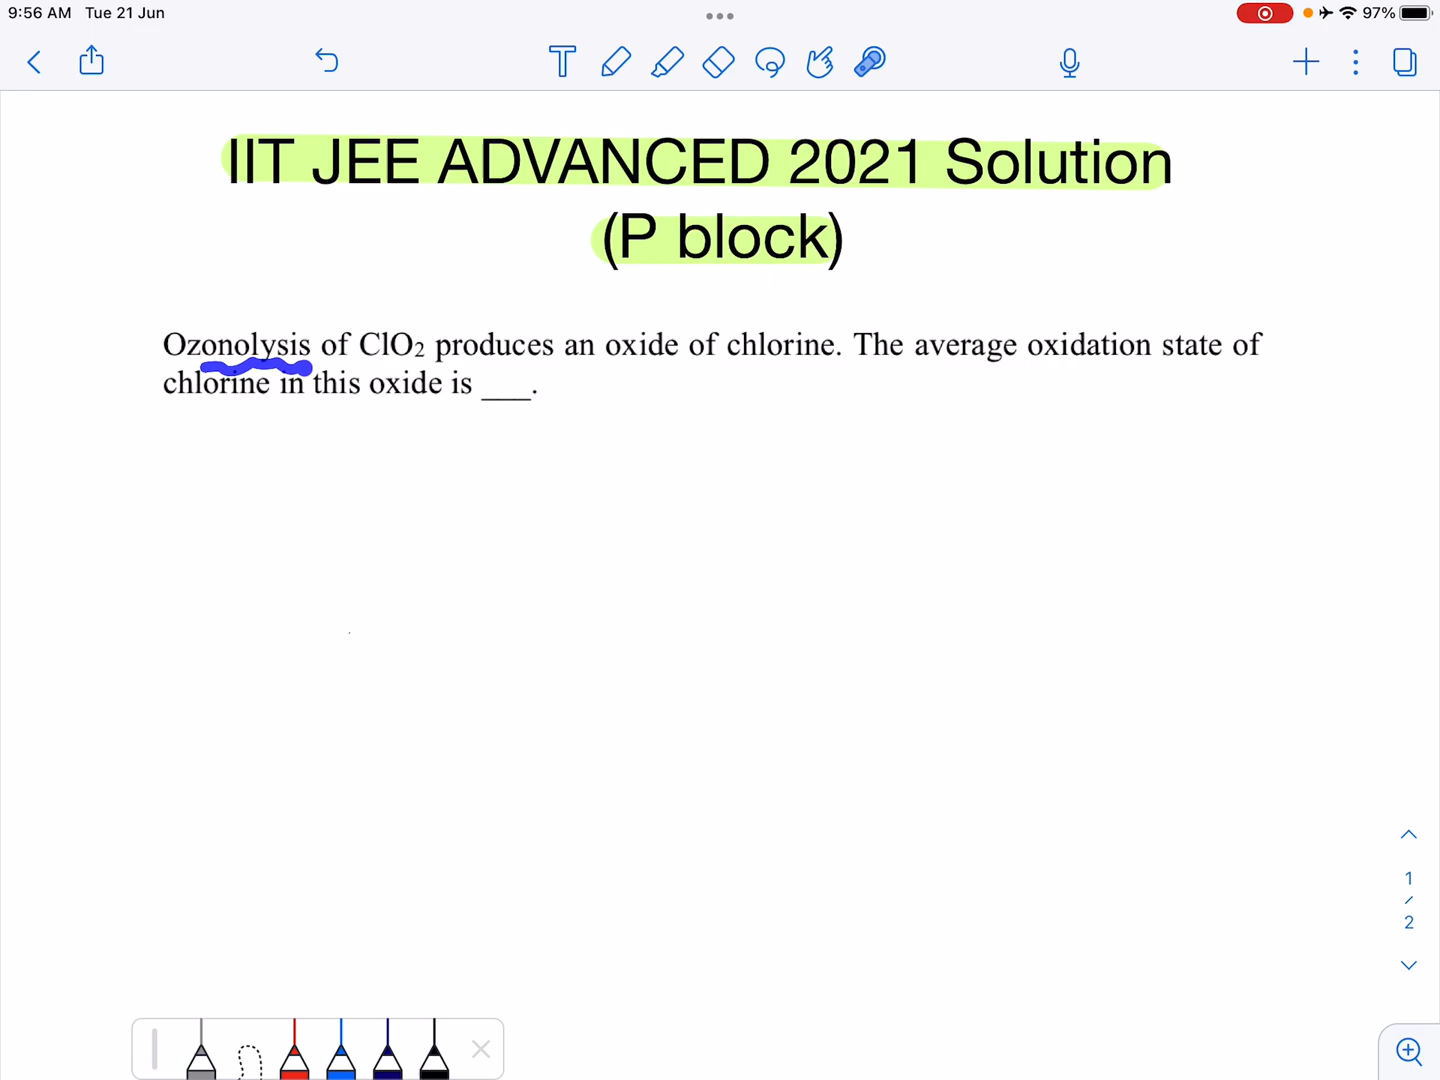 9:56 AM Tue 21 Jun
97%
IIT JEE ADVANCED 2021 Solution
(P block)
Ozonolysis of ClO₂ produces an oxide of chlorine. The average oxidation state of
chlorine in this oxide is ___.
1
/
2